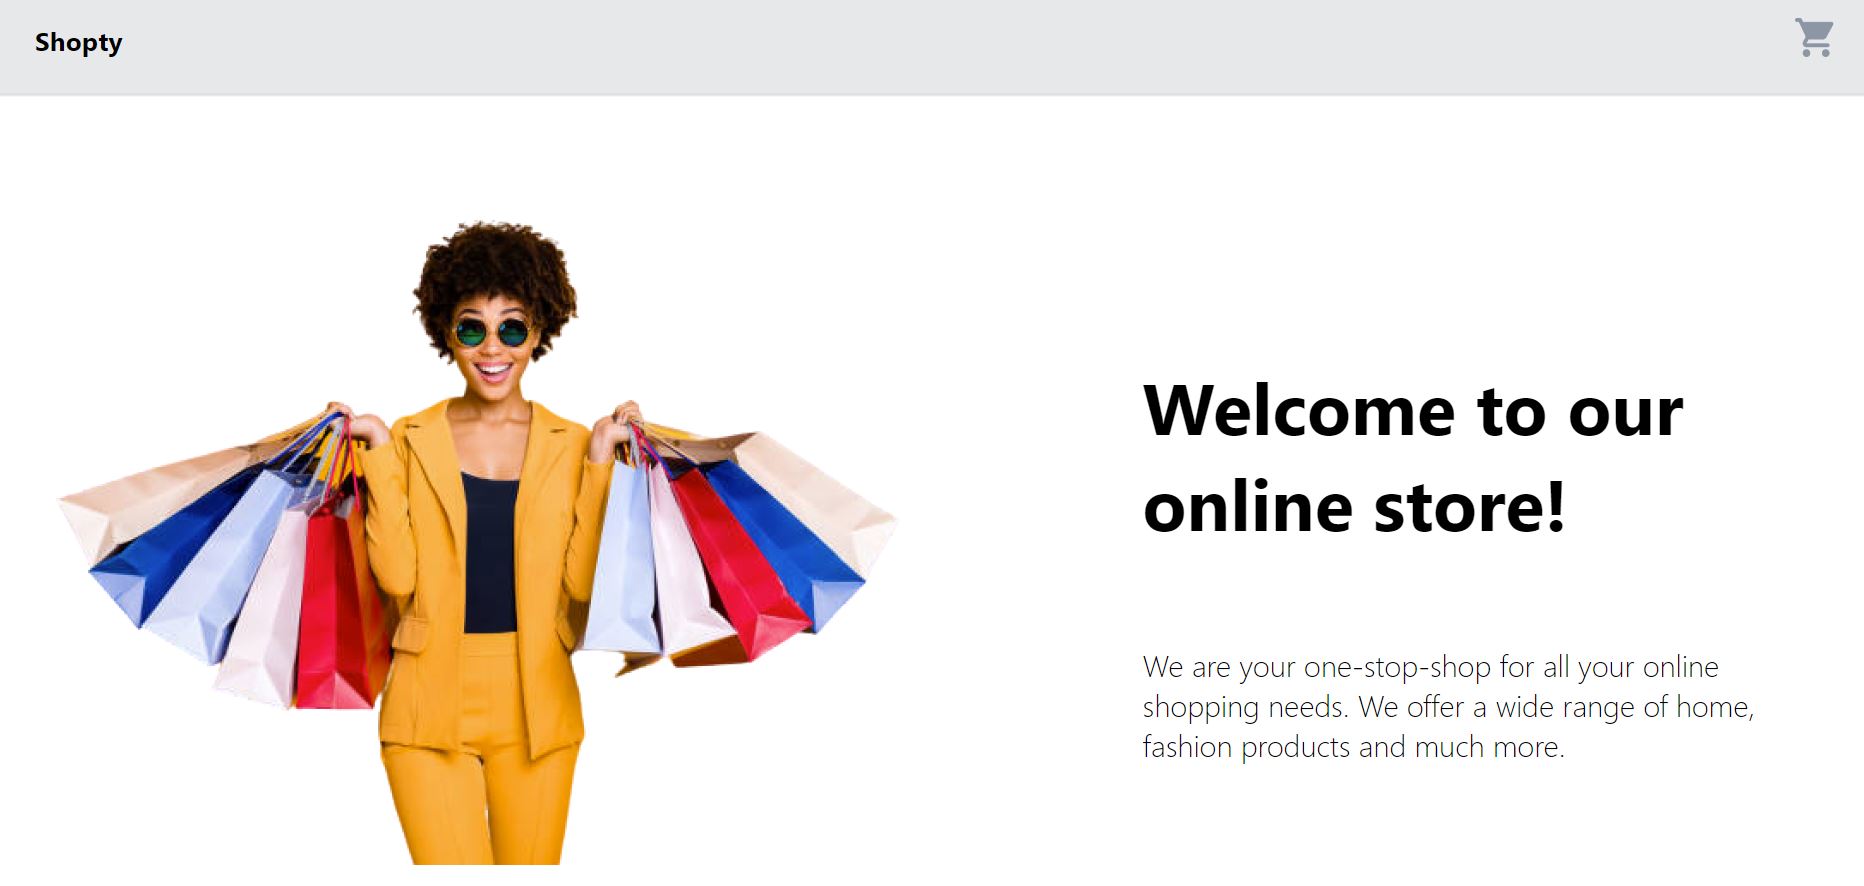 Shopty
Welcome to our
online store!
We are your one-stop-shop for all your online
shopping needs. We offer a wide range of home,
fashion products and much more.